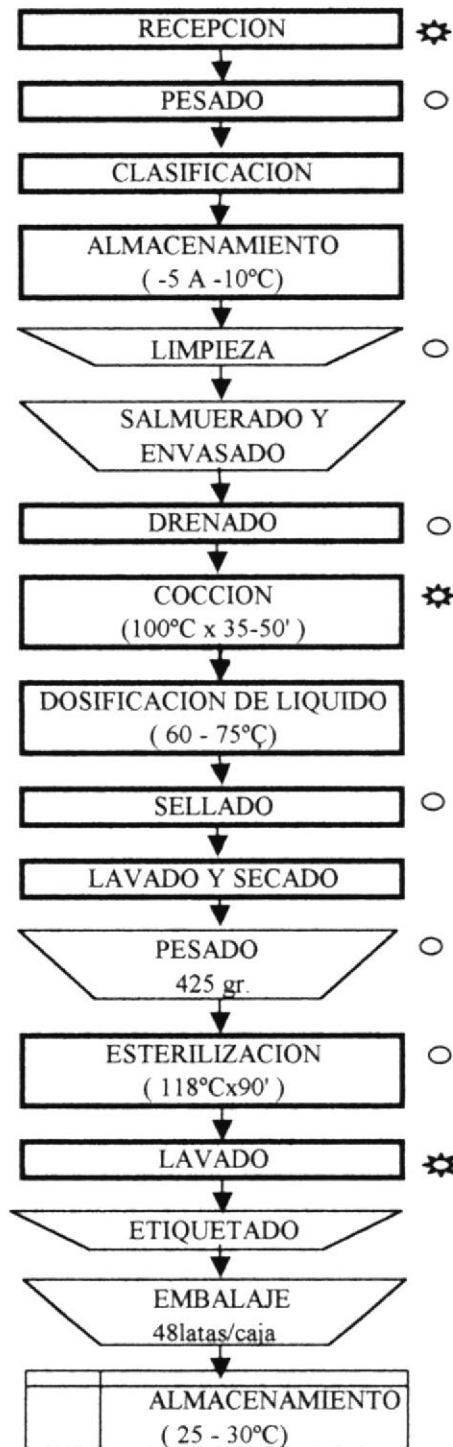 RECEPCION
PESADO
CLASIFICACION
ALMACENAMIENTO
( -5 A -10ºC)
LIMPIEZA
SALMUERADO Y
ENVASADO
DRENADO
COCCION
(100ºC x 35-50' )
DOSIFICACION DE LIQUIDO
( 60 - 75ºÇ)
SELLADO
LAVADO Y SECADO
PESADO
425 gr.
ESTERILIZACION
( 118ºCx90' )
LAVADO
ETIQUETADO
EMBALAJE
48latas/caja
ALMACENAMIENTO
( 25 - 30ºC)